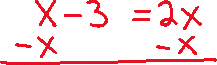 x - 3 = 2x
-x -x